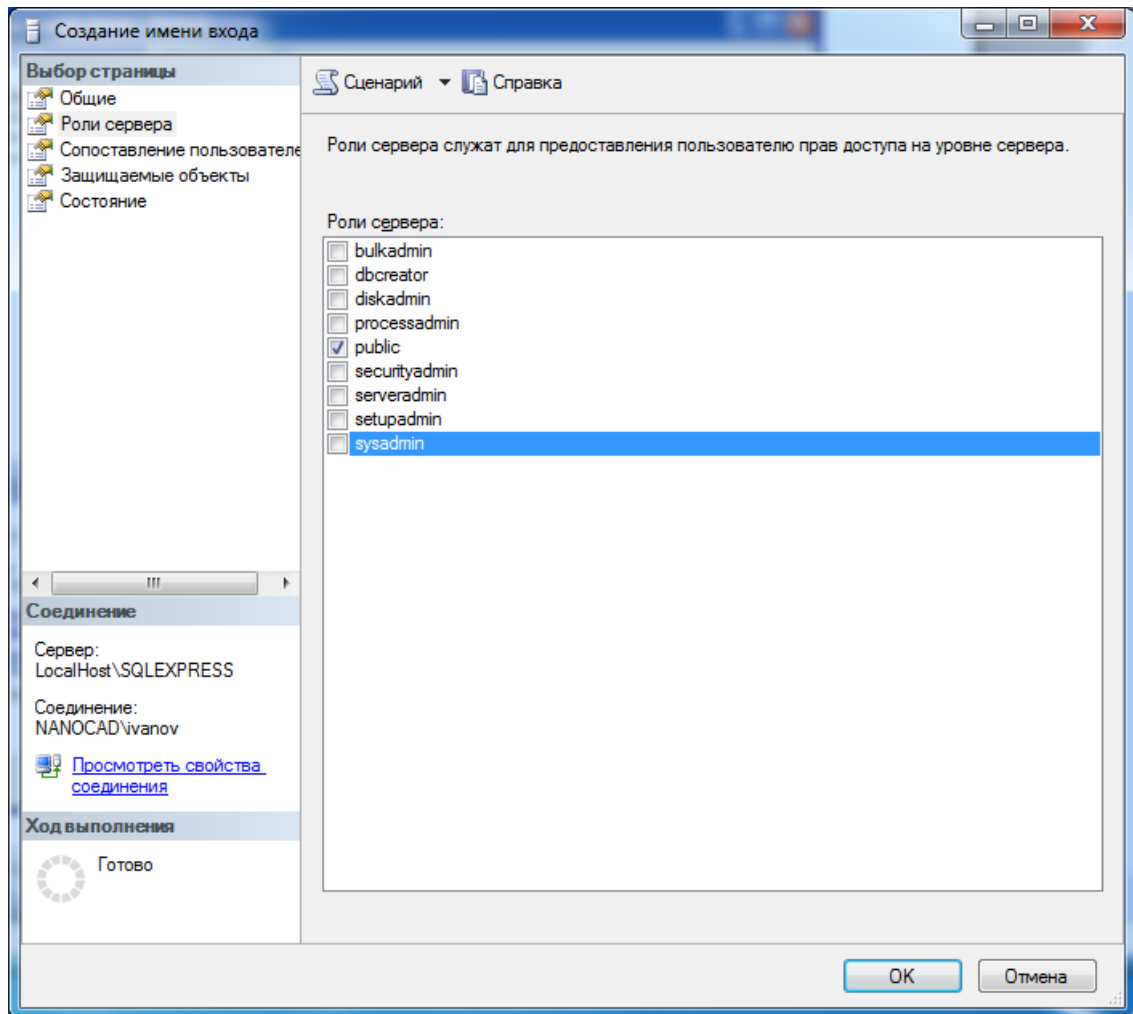 Создание имени входа
Выбор страницы
Общие
Роли сервера
Сопоставление пользователе
Защищаемые объекты
Состояние
Сценарий
Справка
Роли сервера служат для предоставления пользователю прав доступа на уровне сервера.
Роли сервера:
bulkadmin
dbcreator
diskadmin
processadmin
public
securityadmin
serveradmin
setupadmin
sysadmin
Соединение
Сервер:
LocalHost\SQLEXPRESS
Соединение:
NANOCAD\ivanov
Просмотреть свойства
соединения
Ход выполнения
Готово
OK
Отмена